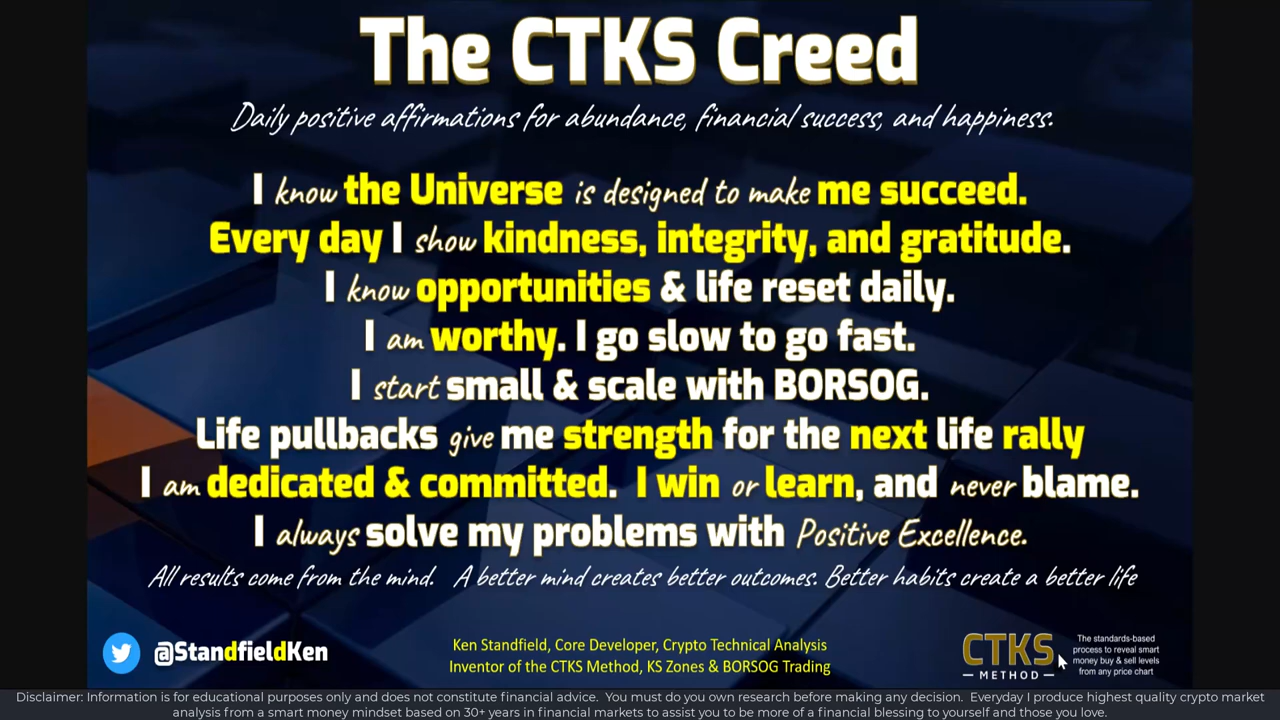 The CTKS Creed
Daily positive affirmations for abundance, financial success, and happiness.
I know the Universe is designed to make me succeed.
Every day I show kindness, integrity, and gratitude.
I know opportunities & life reset daily.
I am worthy. I go slow to go fast.
I start small & scale with BORSOG.
Life pullbacks give me strength for the next life rally
I am dedicated & committed. I win or learn, and never blame.
I always solve my problems with Positive Excellence.
All results come from the mind. A better mind creates better outcomes. Better habits create a better life
@StandfieldKen
Ken Standfield, Core Developer, Crypto Technical Analysis
Inventor of the CTKS Method, KS Zones & BORSOG Trading
CTKS
METHOD
The standards-based
process to reveal smart
money buy & sell levels
from any price chart
Disclaimer: Information is for educational purposes only and does not constitute financial advice. You must do you own research before making any decision. Everyday I produce highest quality crypto market
analysis from a smart money mindset based on 30+ years in financial markets to assist you to be more of a financial blessing to yourself and those you love.